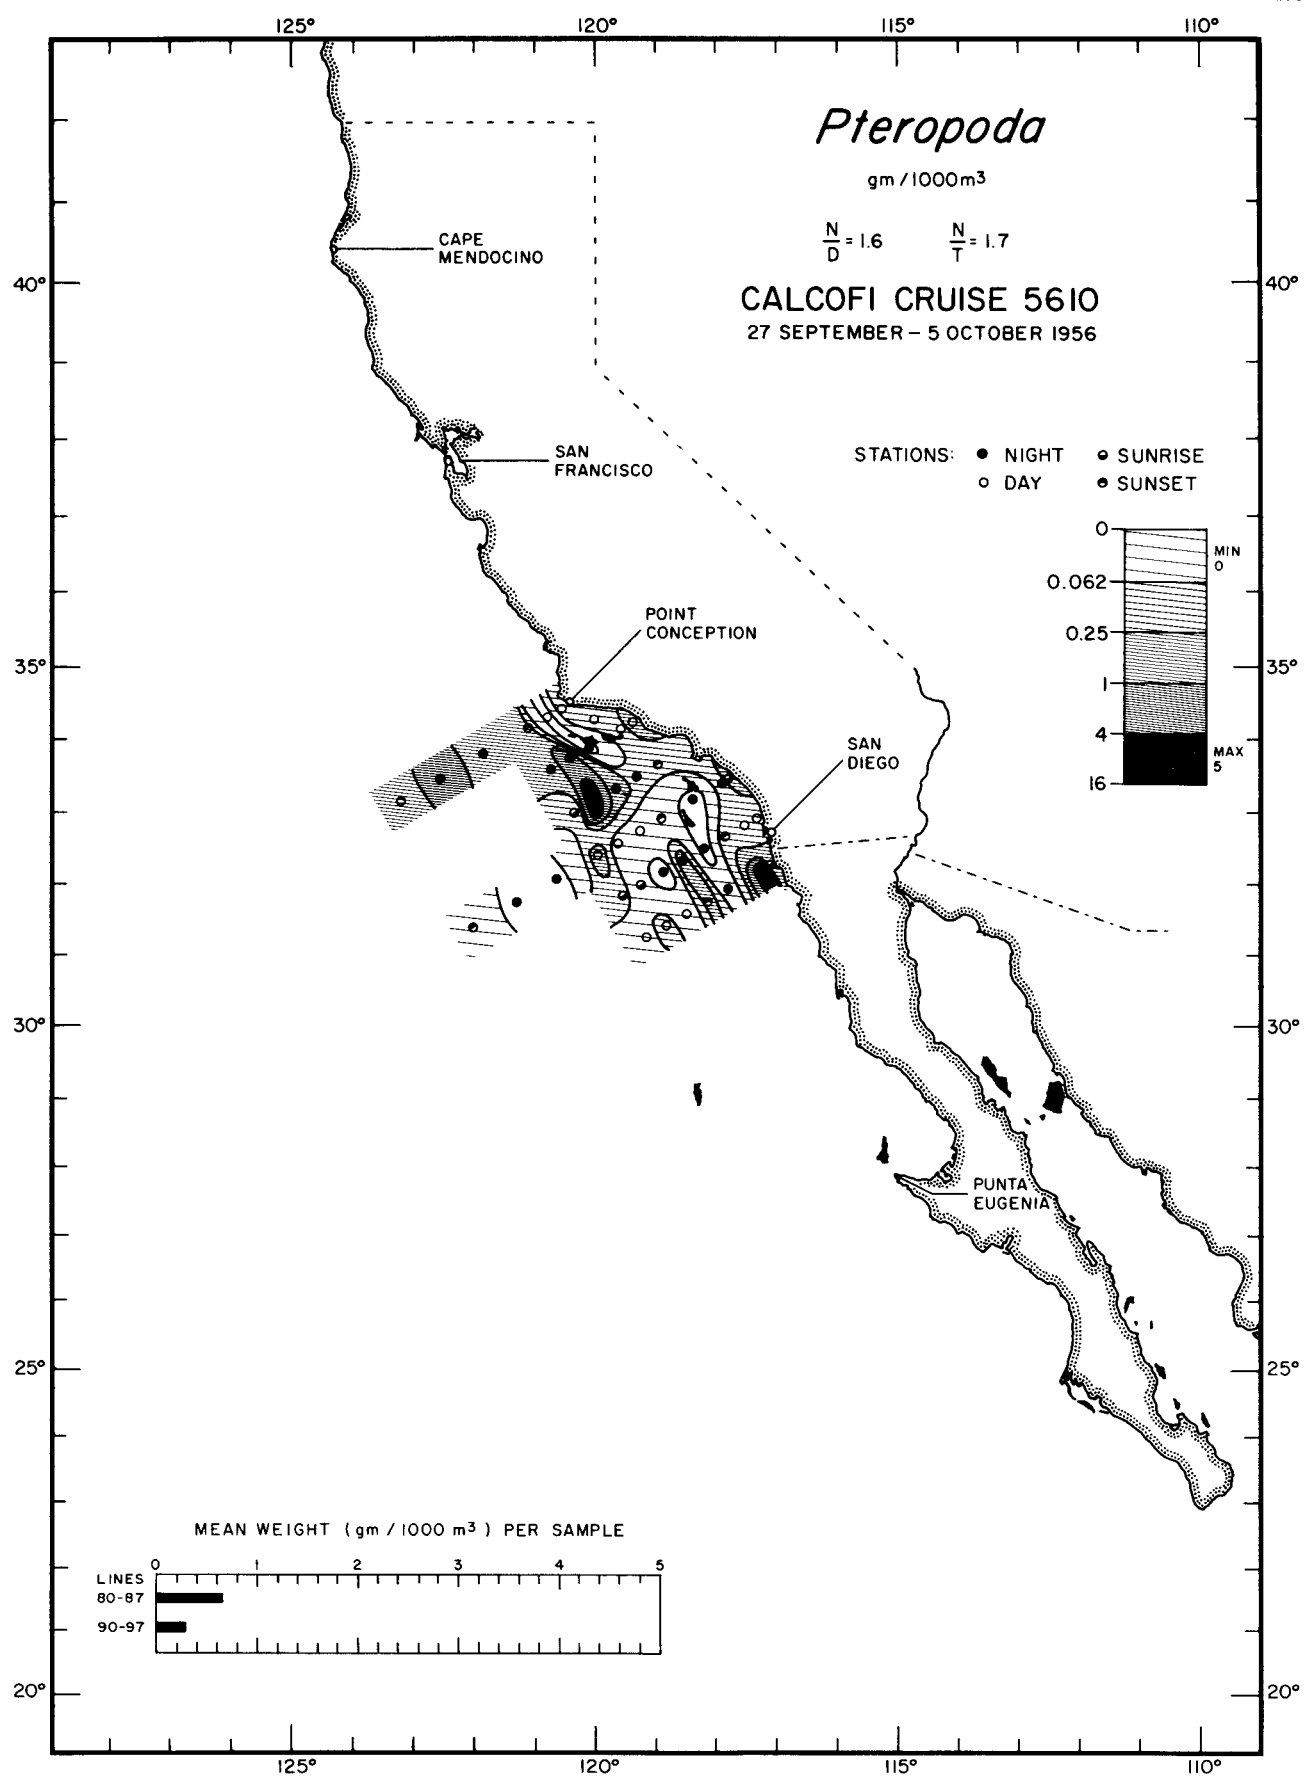 125° 120° 115° 110°
Pteropoda
gm/1000m³
N/D = 1.6 N/T = 1.7
CAPE
MENDOCINO
40° 40°
CALCOFI CRUISE 5610
27 SEPTEMBER – 5 OCTOBER 1956
SAN
FRANCISCO
STATIONS: ● NIGHT SUNRISE
○ DAY SUNSET
0
MIN
0
0.062
0.25
1
4
MAX
5
16
POINT
CONCEPTION
35° 35°
SAN
DIEGO
30° 30°
PUNTA
EUGENIA
25° 25°
MEAN WEIGHT (gm/1000 m³) PER SAMPLE
0 1 2 3 4 5
LINES
80-87
90-97
20° 20°
125° 120° 115° 110°